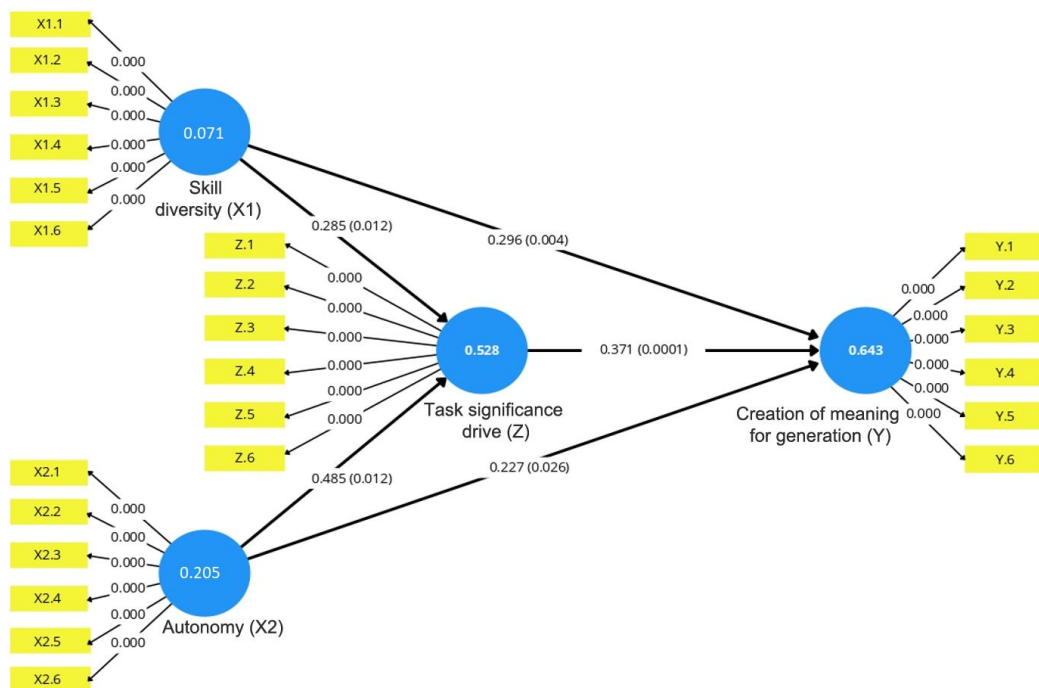 X1.1
X1.2
X1.3
X1.4
X1.5
X1.6
0.000
0.000
0.000
0.000
0.000
0.000
0.071
Skill
diversity (X1)
0.285 (0.012)
0.296 (0.004)
Z.1
Z.2
Z.3
Z.4
Z.5
Z.6
0.000
0.000
0.000
0.000
0.000
0.000
0.528
Task significance
drive (Z)
0.371 (0.0001)
0.643
Creation of meaning
for generation (Y)
0.000
0.000
0.000
0.000
0.000
0.000
Y.1
Y.2
Y.3
Y.4
Y.5
Y.6
0.485 (0.012)
0.227 (0.026)
X2.1
X2.2
X2.3
X2.4
X2.5
X2.6
0.000
0.000
0.000
0.000
0.000
0.000
0.205
Autonomy (X2)